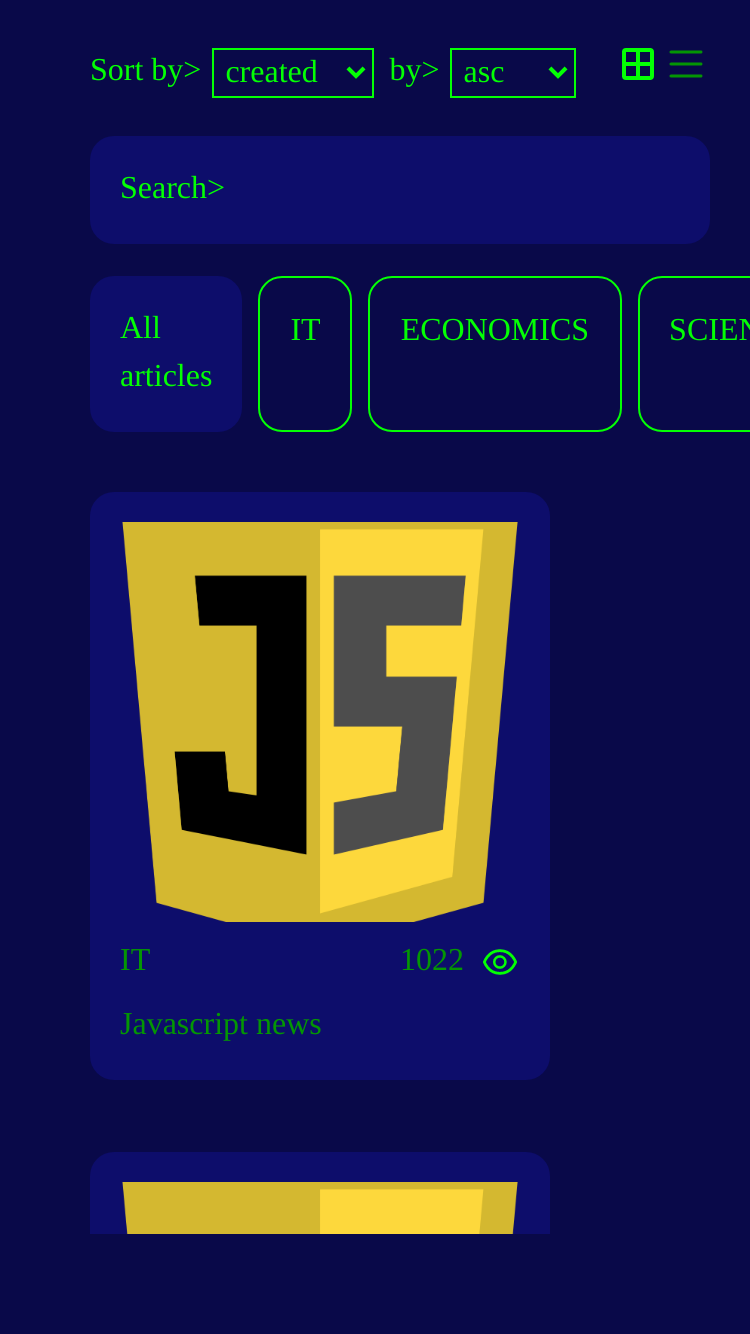 Sort by> created by> asc
Search>
All articles
IT
ECONOMICS
SCIEN
JS
IT 1022
Javascript news